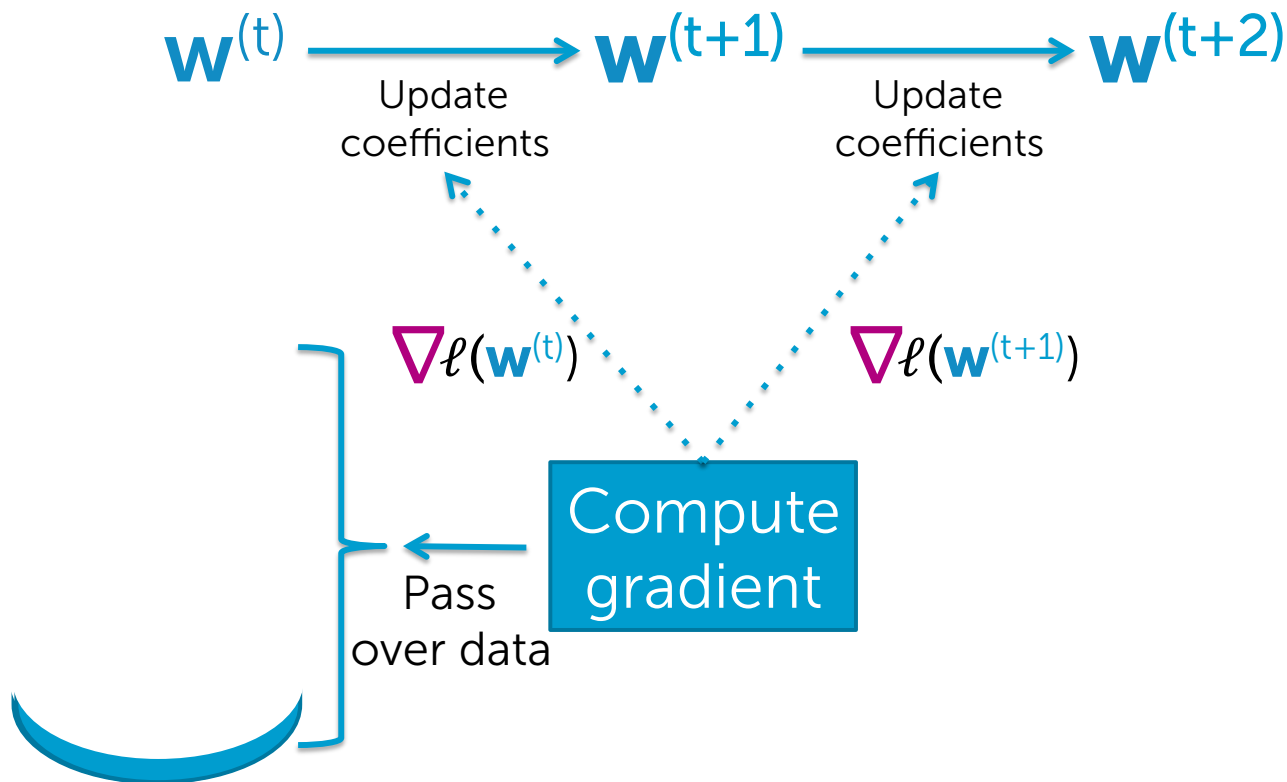 w(t) w(t+1) w(t+2)
Update
coefficients
Update
coefficients
∇ℓ(w(t))
∇ℓ(w(t+1))
Compute
gradient
Pass
over data